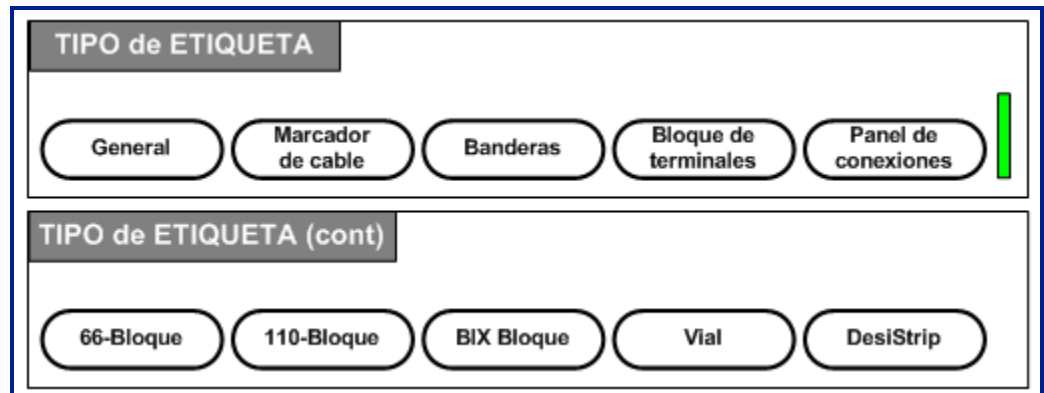 TIPO de ETIQUETA
General
Marcador
de cable
Banderas
Bloque de
terminales
Panel de
conexiones
TIPO de ETIQUETA (cont)
66-Bloque
110-Bloque
BIX Bloque
Vial
DesiStrip